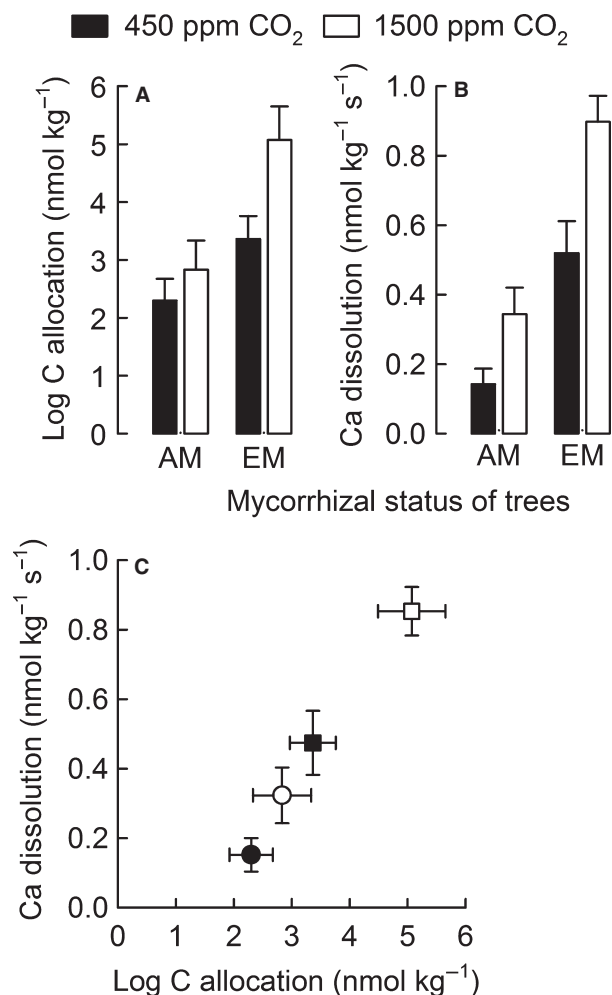 450 ppm CO₂ 1500 ppm CO₂
A
Log C allocation (nmol kg⁻¹)
6
5
4
3
2
1
0
AM EM
B
Ca dissolution (nmol kg⁻¹ s⁻¹)
1.0
0.8
0.6
0.4
0.2
0.0
AM EM
Mycorrhizal status of trees
C
Ca dissolution (nmol kg⁻¹ s⁻¹)
1.0
0.8
0.6
0.4
0.2
0.0
0 1 2 3 4 5 6
Log C allocation (nmol kg⁻¹)